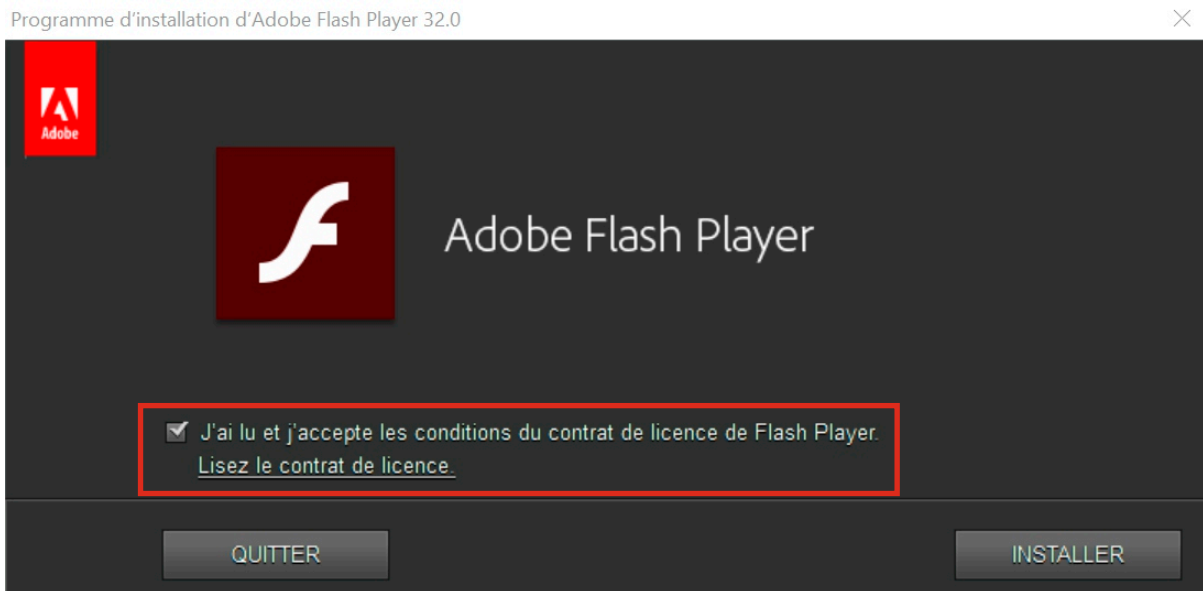 Programme d’installation d’Adobe Flash Player 32.0
Adobe
Adobe Flash Player
J'ai lu et j'accepte les conditions du contrat de licence de Flash Player.
Lisez le contrat de licence.
QUITTER
INSTALLER